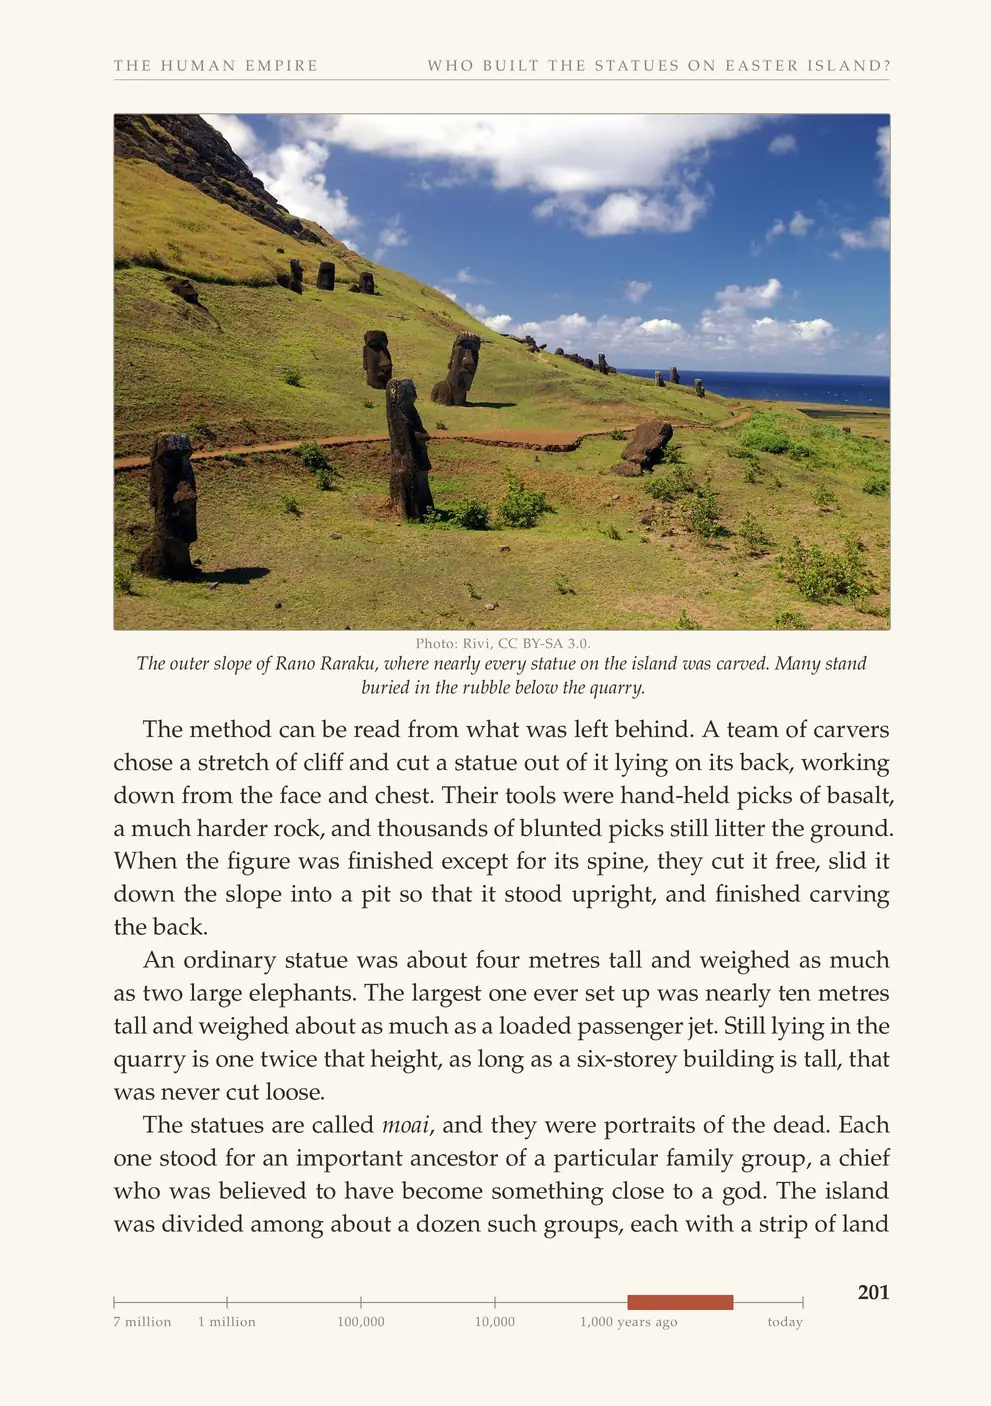 THE HUMAN EMPIRE
WHO BUILT THE STATUES ON EASTER ISLAND?
Photo: Rivi, CC BY-SA 3.0.
The outer slope of Rano Raraku, where nearly every statue on the island was carved. Many stand
buried in the rubble below the quarry.
The method can be read from what was left behind. A team of carvers
chose a stretch of cliff and cut a statue out of it lying on its back, working
down from the face and chest. Their tools were hand-held picks of basalt,
a much harder rock, and thousands of blunted picks still litter the ground.
When the figure was finished except for its spine, they cut it free, slid it
down the slope into a pit so that it stood upright, and finished carving
the back.
An ordinary statue was about four metres tall and weighed as much
as two large elephants. The largest one ever set up was nearly ten metres
tall and weighed about as much as a loaded passenger jet. Still lying in the
quarry is one twice that height, as long as a six-storey building is tall, that
was never cut loose.
The statues are called moai, and they were portraits of the dead. Each
one stood for an important ancestor of a particular family group, a chief
who was believed to have become something close to a god. The island
was divided among about a dozen such groups, each with a strip of land
201
7 million 1 million 100,000 10,000 1,000 years ago today